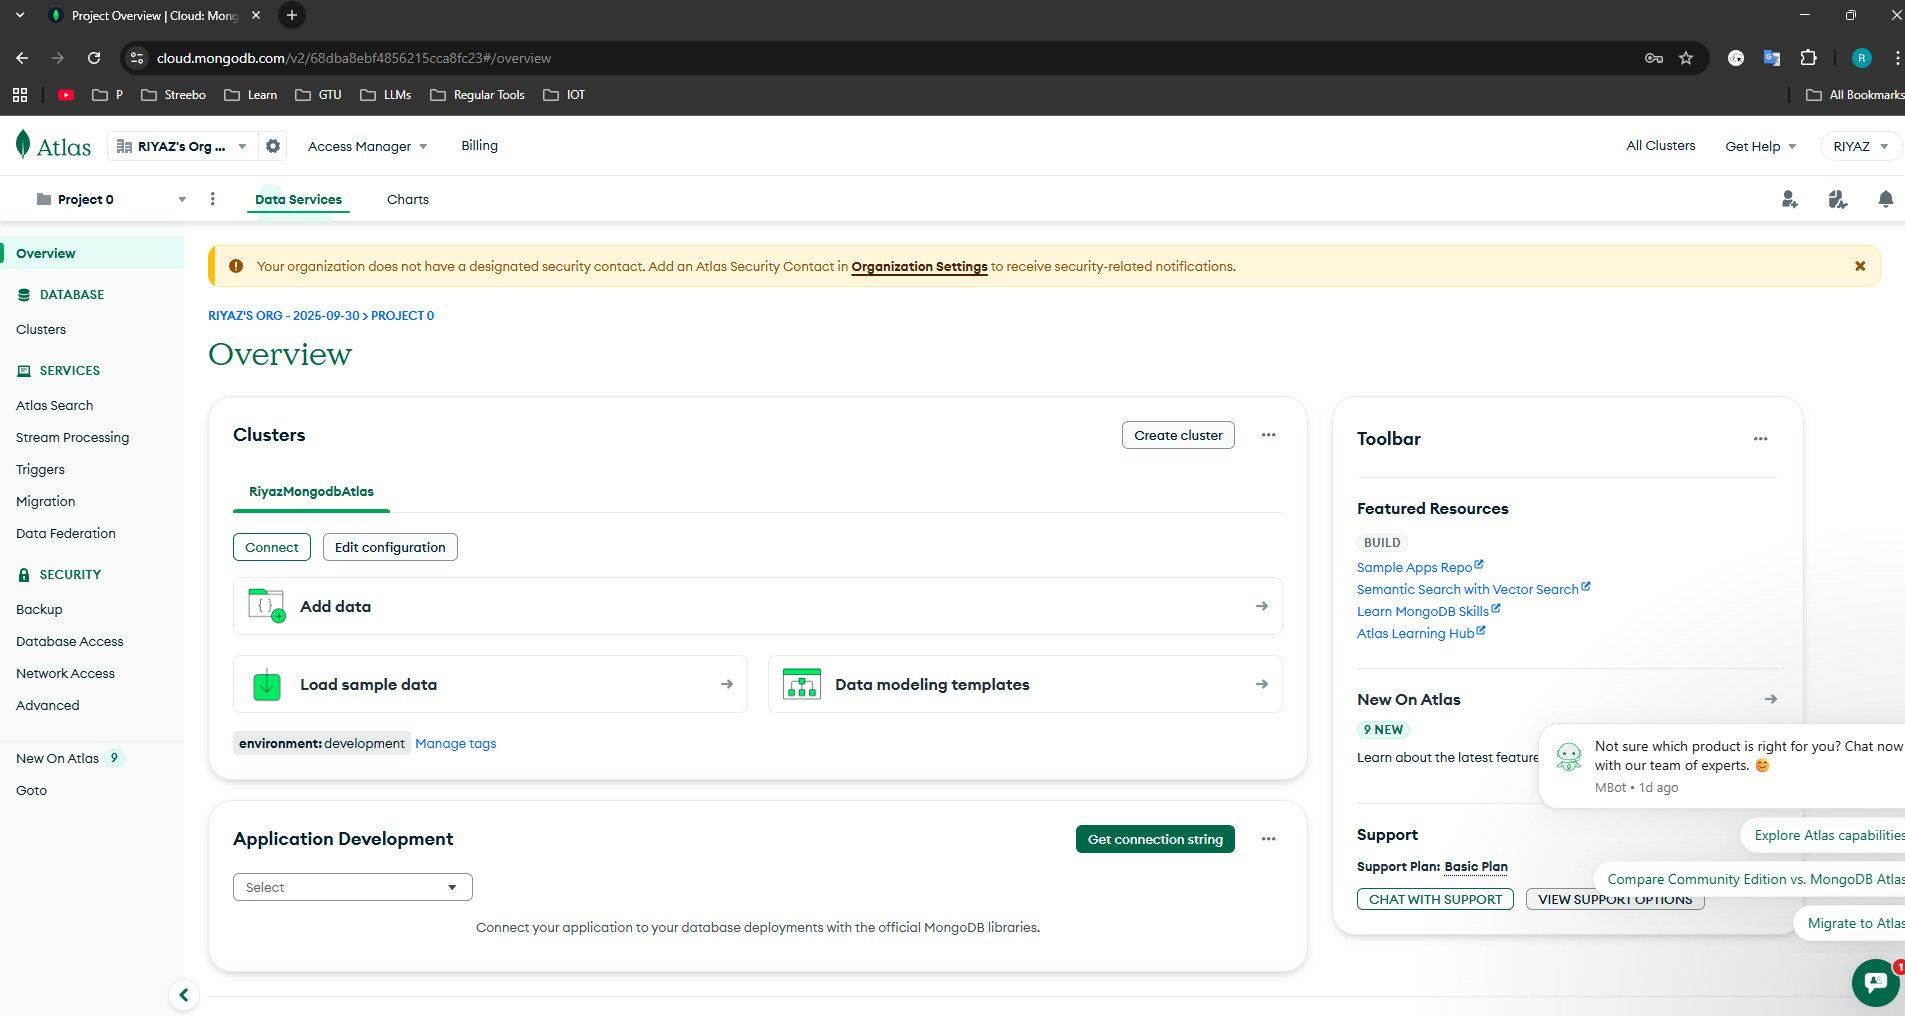 Project Overview | Cloud: Mong
cloud.mongodb.com/v2/68dba8ebf4856215cca8fc23#/overview
R
P
Streebo
Learn
GTU
LLMs
Regular Tools
IOT
All Bookmarks
Atlas
RIYAZ's Org ...
Access Manager
Billing
All Clusters
Get Help
RIYAZ
Project 0
Data Services
Charts
Overview
DATABASE
Clusters
SERVICES
Atlas Search
Stream Processing
Triggers
Migration
Data Federation
SECURITY
Backup
Database Access
Network Access
Advanced
New On Atlas 9
Goto
Your organization does not have a designated security contact. Add an Atlas Security Contact in Organization Settings to receive security-related notifications.
RIYAZ'S ORG - 2025-09-30 > PROJECT 0
Overview
Clusters
Create cluster
RiyazMongodbAtlas
Connect
Edit configuration
Add data
Load sample data
Data modeling templates
environment: development
Manage tags
Application Development
Get connection string
Select
Connect your application to your database deployments with the official MongoDB libraries.
Toolbar
Featured Resources
BUILD
Sample Apps Repo
Semantic Search with Vector Search
Learn MongoDB Skills
Atlas Learning Hub
New On Atlas
9 NEW
Learn about the latest feature
Not sure which product is right for you? Chat now
with our team of experts. 😊
MBot • 1d ago
Support
Explore Atlas capabilities
Support Plan: Basic Plan
Compare Community Edition vs. MongoDB Atlas
CHAT WITH SUPPORT
VIEW SUPPORT OPTIONS
Migrate to Atlas
1